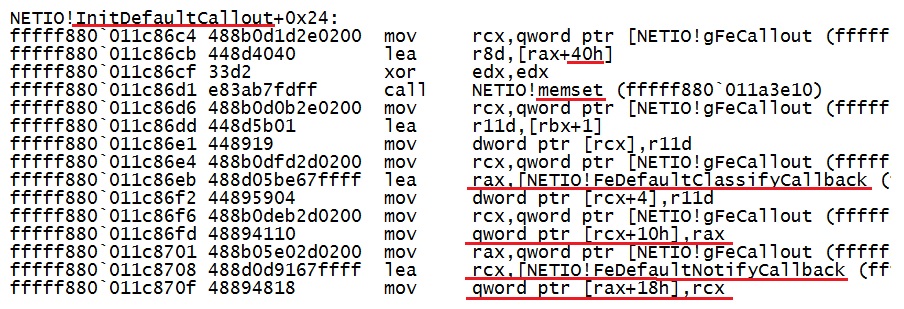 NETIO!InitDefaultCallout+0x24:
fffff880`011c86c4 488b0d1d2e0200 mov rcx,qword ptr [NETIO!gFeCallout (fffff
fffff880`011c86cb 448d4040 lea r8d,[rax+40h]
fffff880`011c86cf 33d2 xor edx,edx
fffff880`011c86d1 e83ab7fdff call NETIO!memset (fffff880`011a3e10)
fffff880`011c86d6 488b0d0b2e0200 mov rcx,qword ptr [NETIO!gFeCallout (fffff
fffff880`011c86dd 448d5b01 lea r11d,[rbx+1]
fffff880`011c86e1 448919 mov dword ptr [rcx],r11d
fffff880`011c86e4 488b0dfd2d0200 mov rcx,qword ptr [NETIO!gFeCallout (fffff
fffff880`011c86eb 488d05be67ffff lea rax,[NETIO!FeDefaultClassifyCallback (
fffff880`011c86f2 44895904 mov dword ptr [rcx+4],r11d
fffff880`011c86f6 488b0deb2d0200 mov rcx,qword ptr [NETIO!gFeCallout (fffff
fffff880`011c86fd 48894110 mov qword ptr [rcx+10h],rax
fffff880`011c8701 488b05e02d0200 mov rax,qword ptr [NETIO!gFeCallout (fffff
fffff880`011c8708 488d0d9167ffff lea rcx,[NETIO!FeDefaultNotifyCallback (ff
fffff880`011c870f 48894818 mov qword ptr [rax+18h],rcx